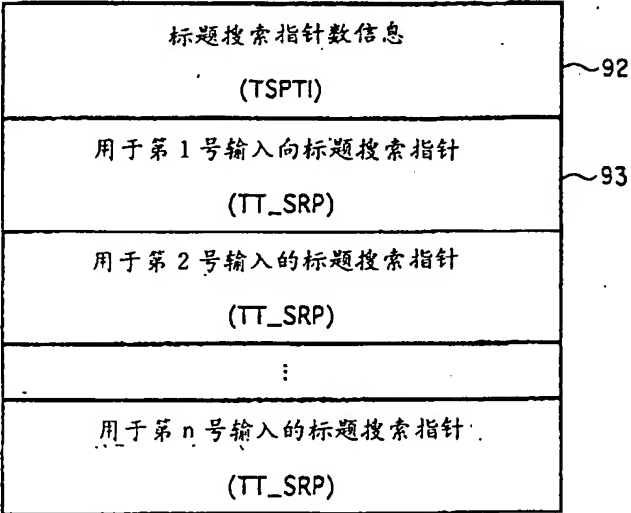 标题搜索指针数信息
(TSPTI)
92
用于第1号输入向标题搜索指针
(TT_SRP)
93
用于第2号输入的标题搜索指针
(TT_SRP)
⋮
用于第n号输入的标题搜索指针
(TT_SRP)